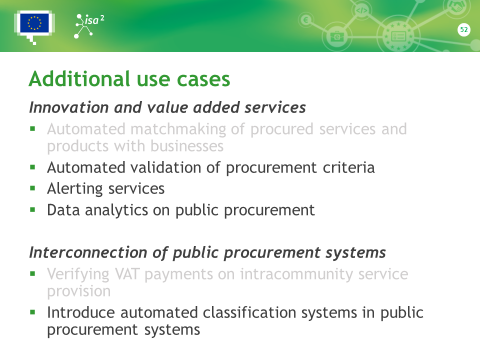 isa²
52
Additional use cases
Innovation and value added services
Automated matchmaking of procured services and
products with businesses
Automated validation of procurement criteria
Alerting services
Data analytics on public procurement
Interconnection of public procurement systems
Verifying VAT payments on intracommunity service
provision
Introduce automated classification systems in public
procurement systems